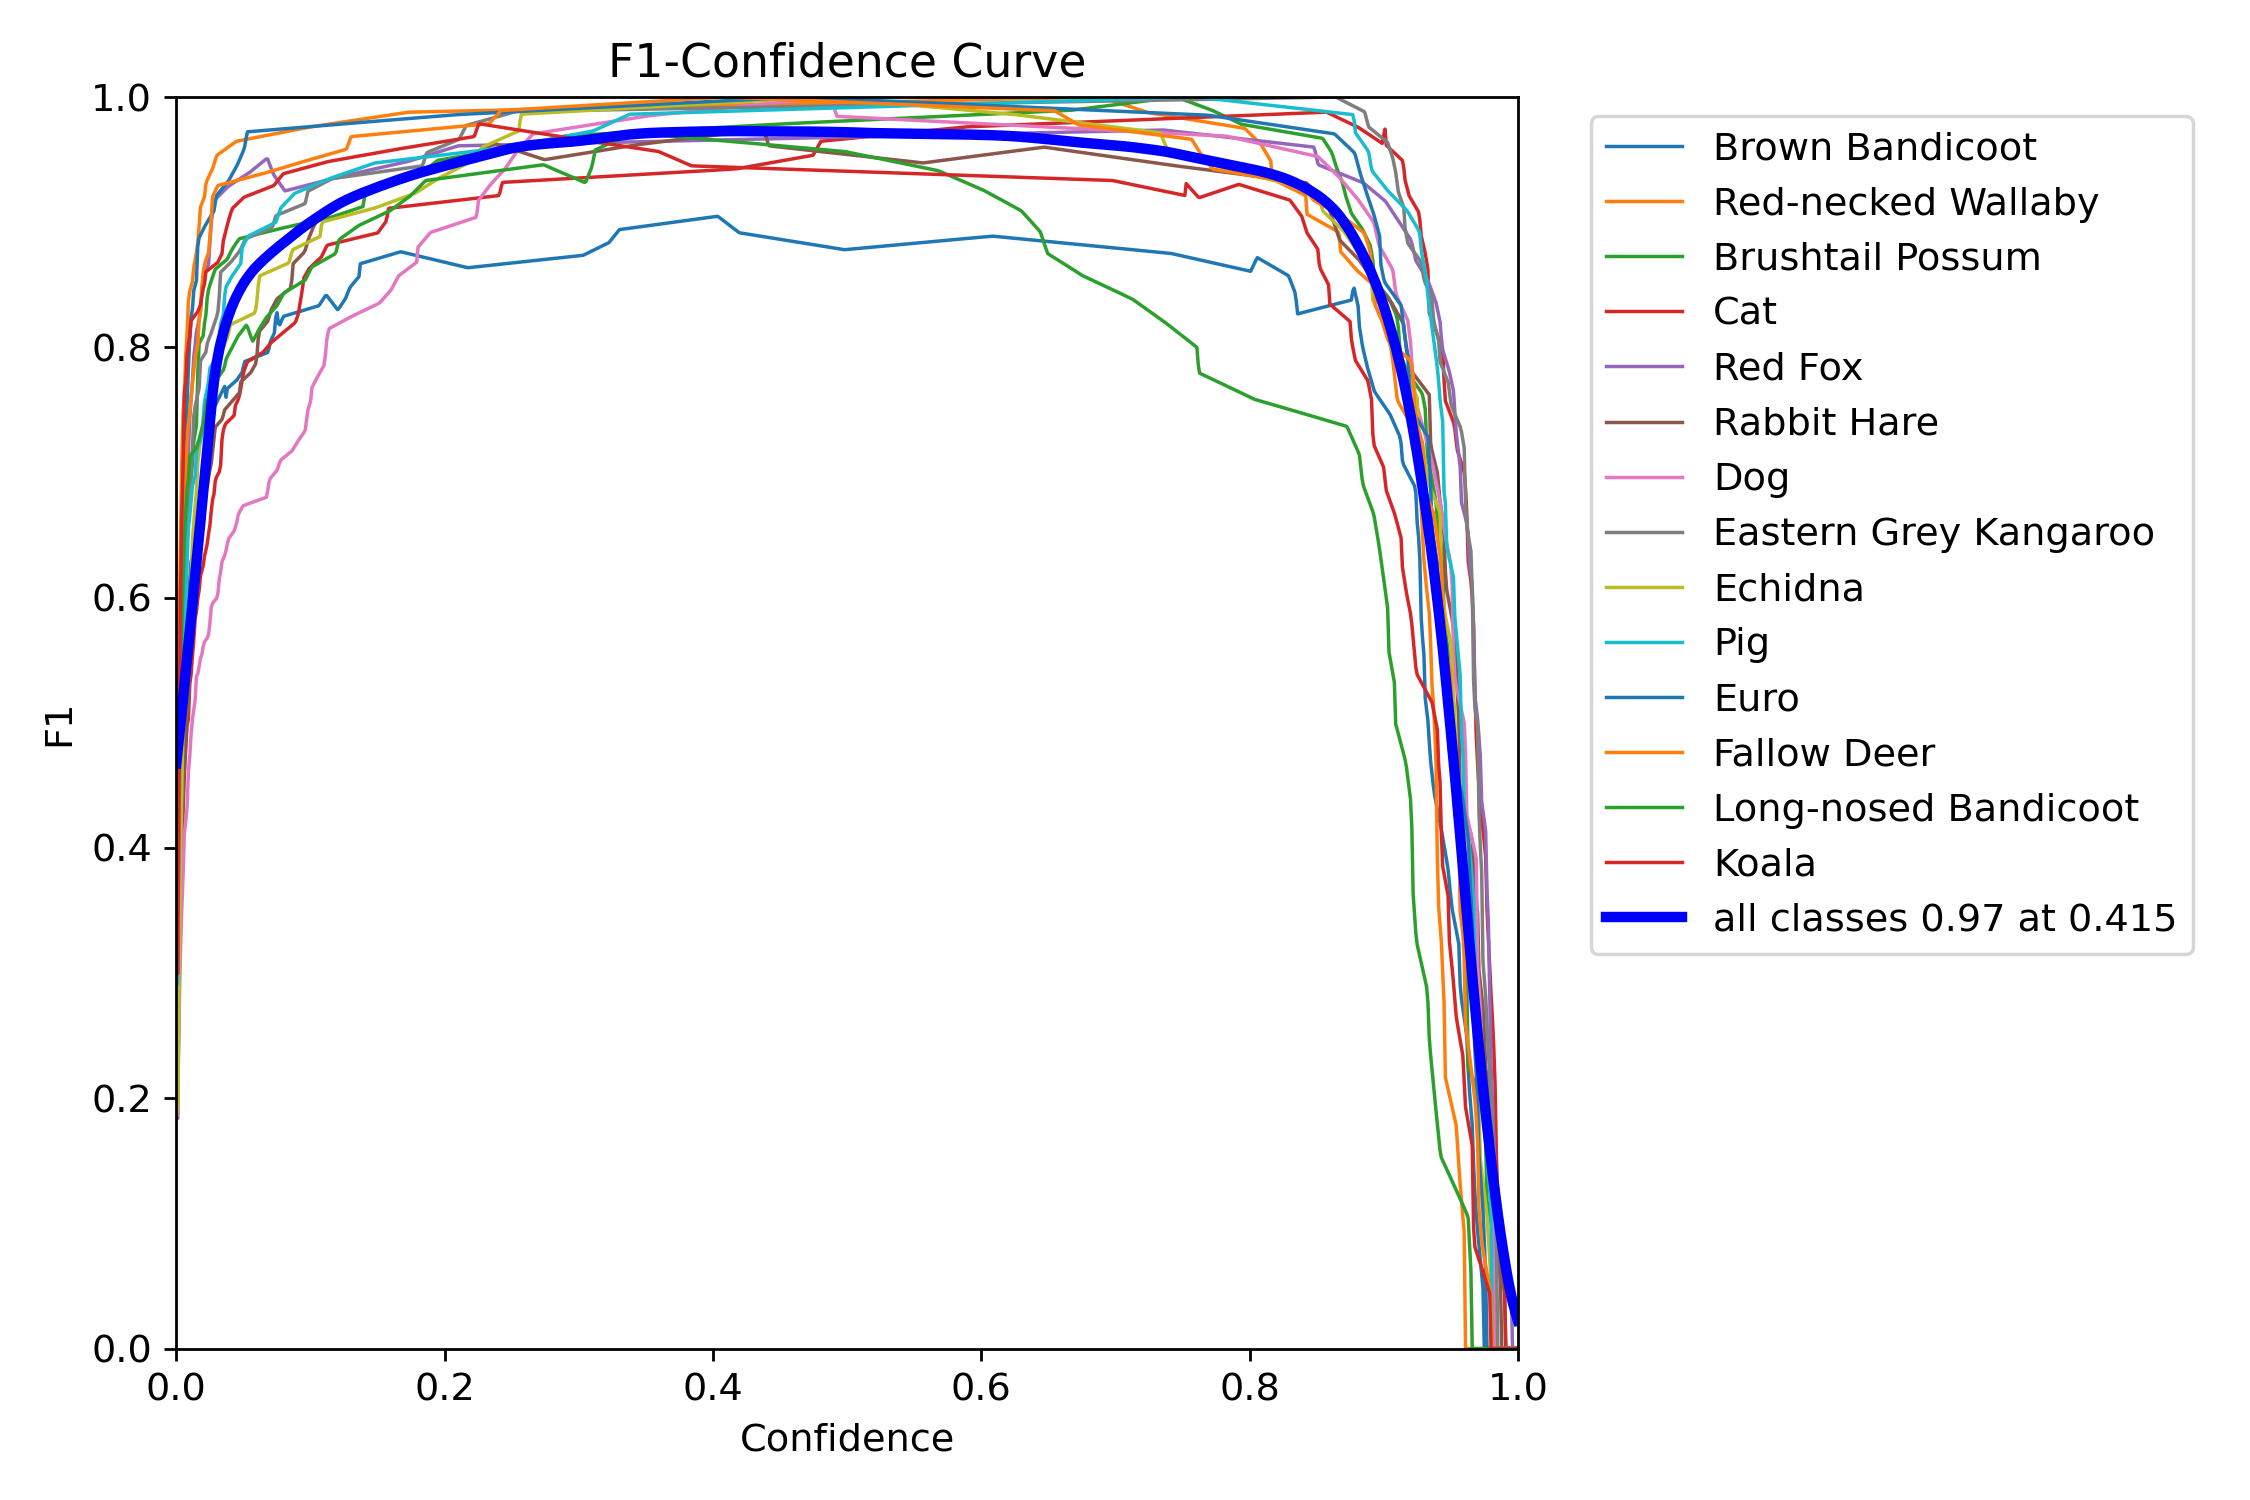 F1-Confidence Curve
1.0
0.8
0.6
0.4
0.2
0.0
F1
0.0 0.2 0.4 0.6 0.8 1.0
Confidence
Brown Bandicoot
Red-necked Wallaby
Brushtail Possum
Cat
Red Fox
Rabbit Hare
Dog
Eastern Grey Kangaroo
Echidna
Pig
Euro
Fallow Deer
Long-nosed Bandicoot
Koala
all classes 0.97 at 0.415